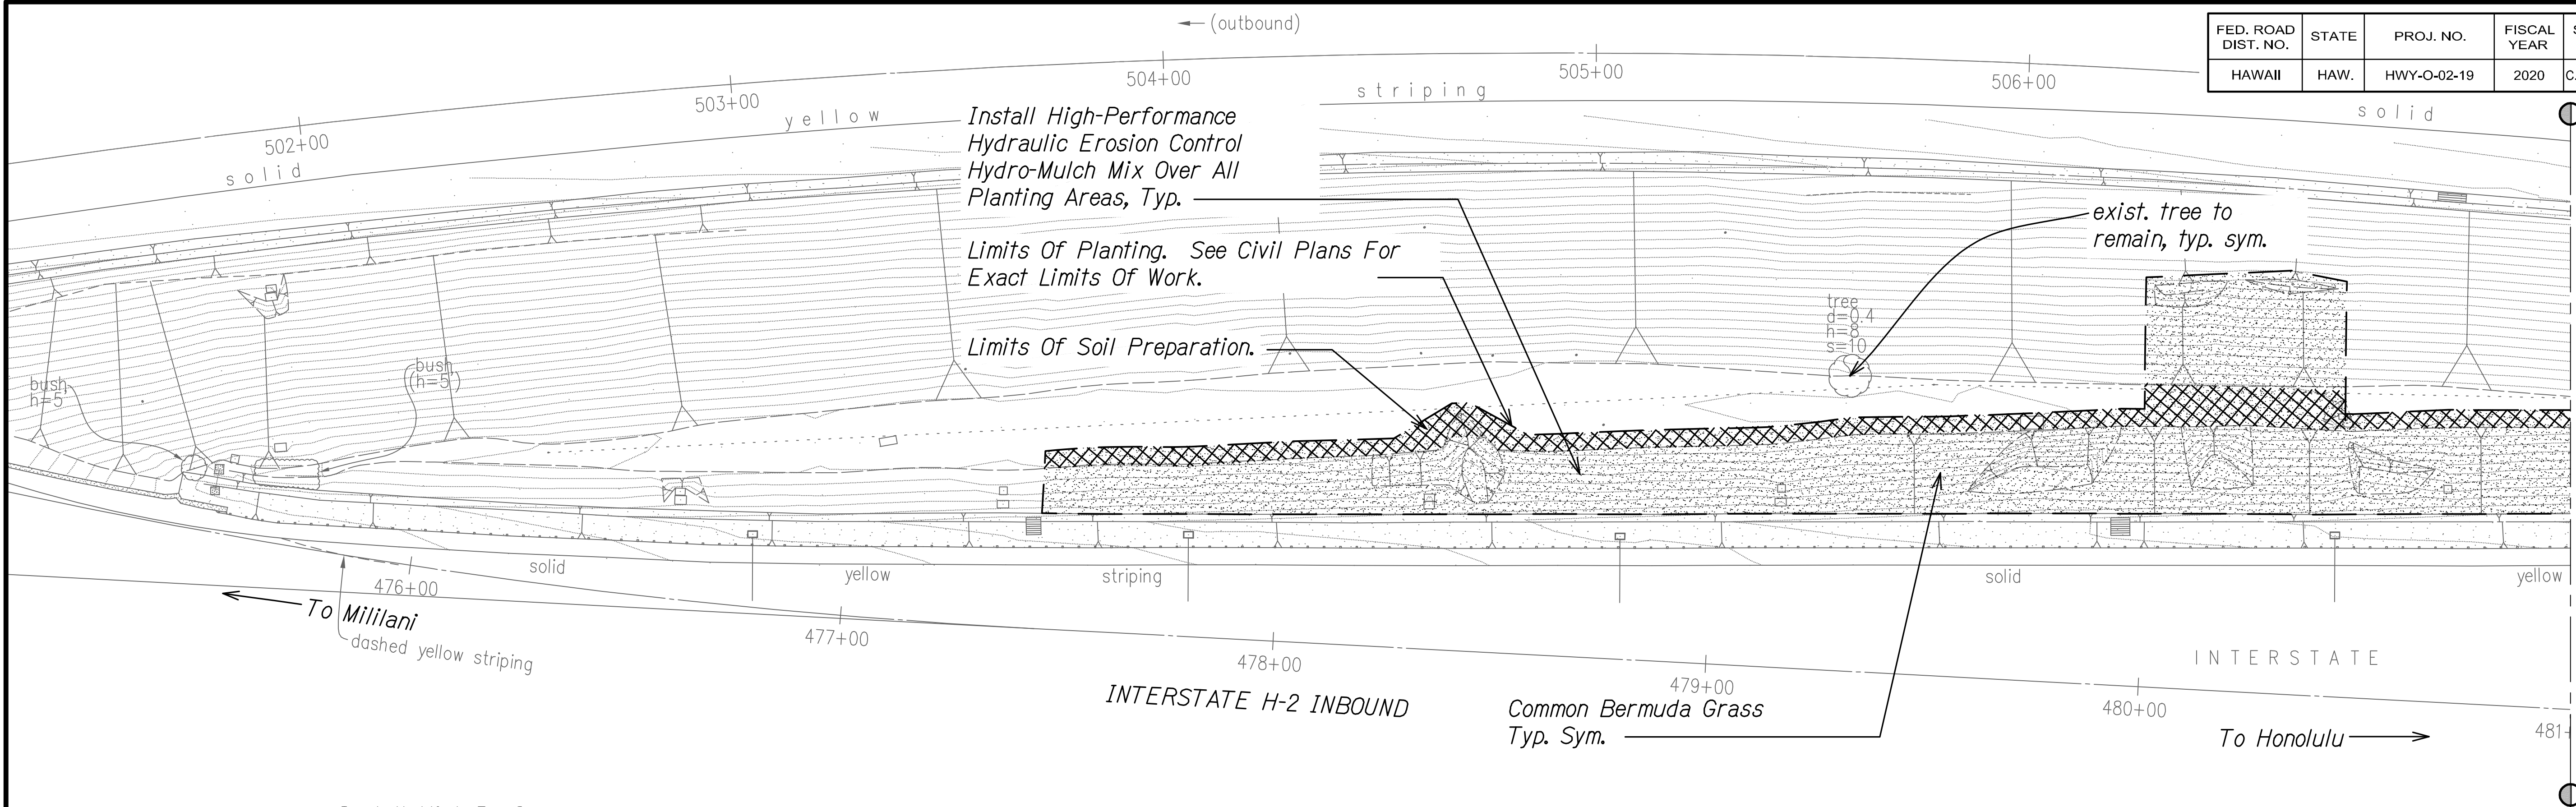 ← (outbound)
FED. ROAD
DIST. NO.
STATE
PROJ. NO.
FISCAL
YEAR
HAWAII
HAW.
HWY-O-02-19
2020
502+00
503+00
504+00
505+00
506+00
solid
yellow
striping
solid
Install High-Performance
Hydraulic Erosion Control
Hydro-Mulch Mix Over All
Planting Areas, Typ.
Limits Of Planting. See Civil Plans For
Exact Limits Of Work.
Limits Of Soil Preparation.
exist. tree to
remain, typ. sym.
tree
d=0.4
h=8
s=10
bush,
h=5
bush,
(h=5)
solid
yellow
striping
solid
yellow
476+00
477+00
478+00
479+00
480+00
481+
To Mililani
dashed yellow striping
INTERSTATE H-2 INBOUND
Common Bermuda Grass
Typ. Sym.
INTERSTATE
To Honolulu